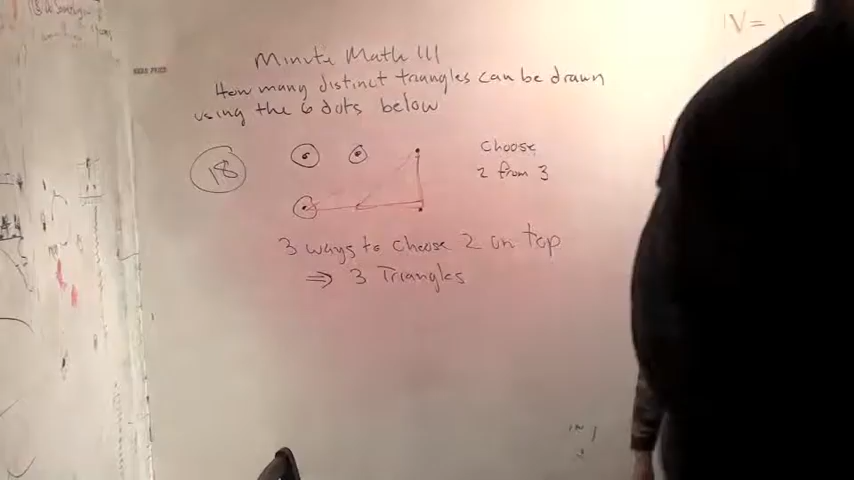 Minute Math III
How many distinct triangles can be drawn
using the 6 dots below
18
Choose
2 from 3
3 ways to choose 2 on top
⇒ 3 Triangles
IV =